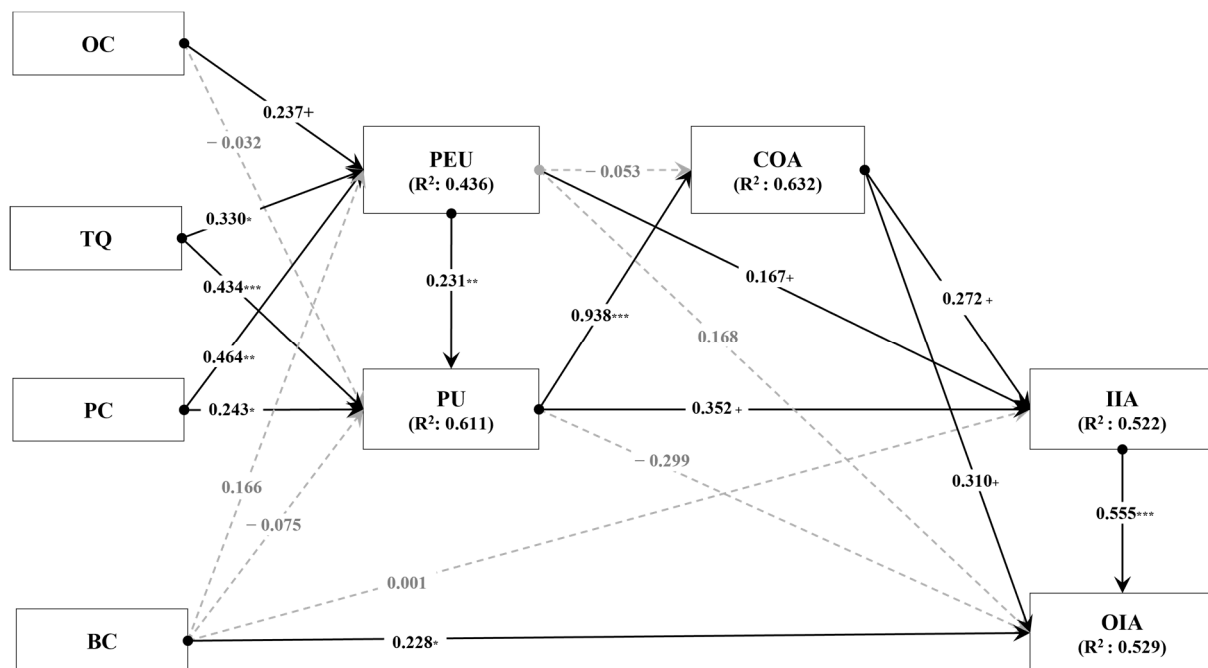 OC
0.237+
− 0.032
PEU
(R²: 0.436)
− 0.053
COA
(R² : 0.632)
TQ
0.330*
0.434***
0.231**
0.167+
0.272 +
0.938***
0.168
0.464**
PC
0.243*
PU
(R²: 0.611)
0.352 +
IIA
(R² : 0.522)
− 0.299
0.310+
0.166
− 0.075
0.555***
0.001
BC
0.228*
OIA
(R² : 0.529)